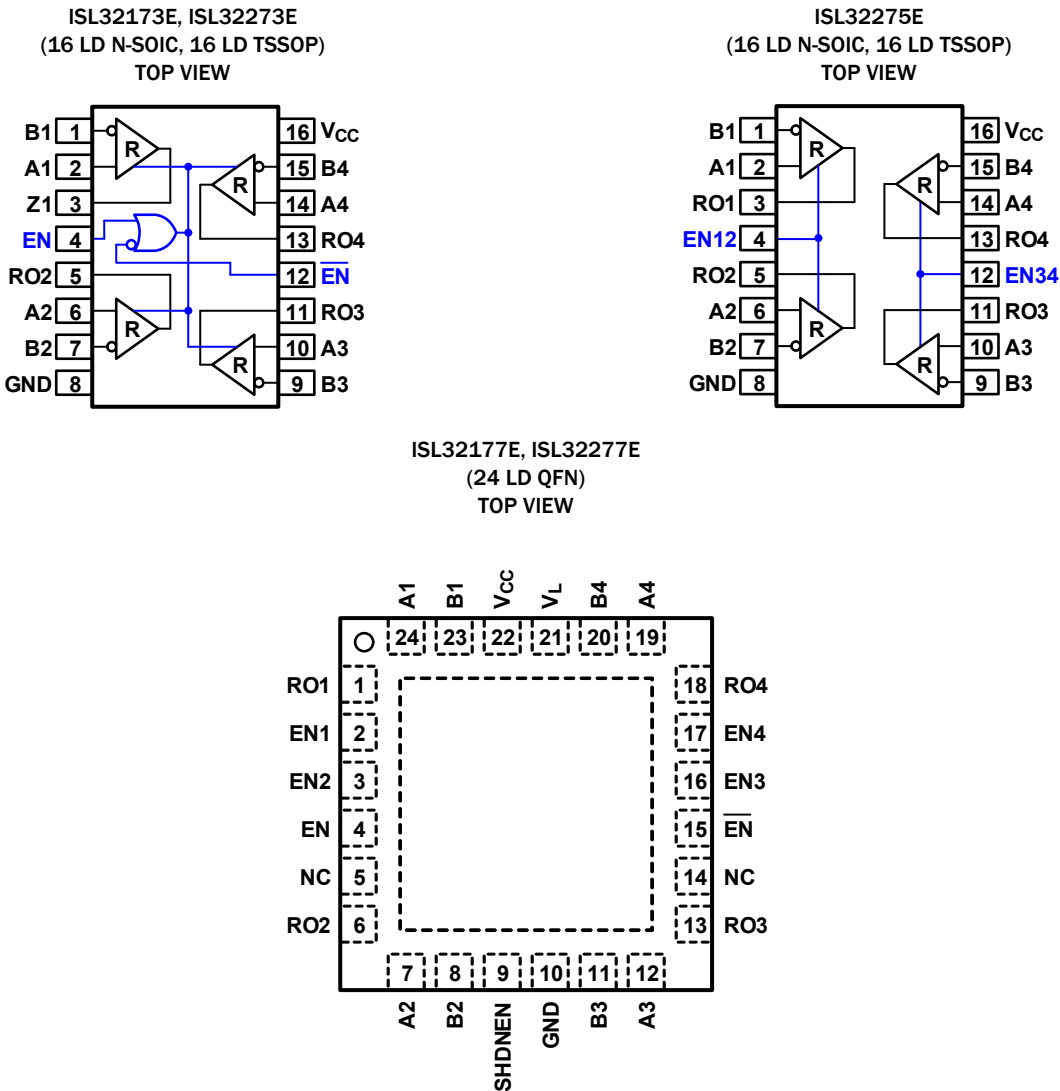 ISL32173E, ISL32273E
(16 LD N-SOIC, 16 LD TSSOP)
TOP VIEW
B1 1
A1 2
Z1 3
EN 4
RO2 5
A2 6
B2 7
GND 8
16 VCC
15 B4
14 A4
13 RO4
12 E̅N̅
11 RO3
10 A3
9 B3
R
R
R
R
ISL32275E
(16 LD N-SOIC, 16 LD TSSOP)
TOP VIEW
B1 1
A1 2
RO1 3
EN12 4
RO2 5
A2 6
B2 7
GND 8
16 VCC
15 B4
14 A4
13 RO4
12 EN34
11 RO3
10 A3
9 B3
R
R
R
R
ISL32177E, ISL32277E
(24 LD QFN)
TOP VIEW
A1 B1 VCC VL B4 A4
24 23 22 21 20 19
RO1 1
EN1 2
EN2 3
EN 4
NC 5
RO2 6
18 RO4
17 EN4
16 EN3
15 E̅N̅
14 NC
13 RO3
7 8 9 10 11 12
A2 B2 SHDNEN GND B3 A3